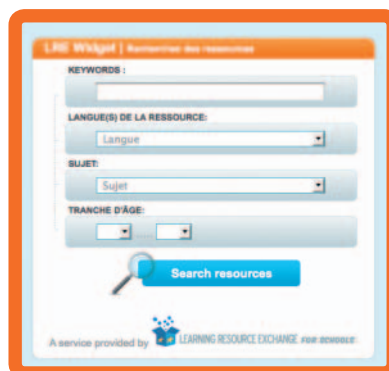 LRE Widget | Recherchez des ressources
KEYWORDS :
LANGUE(S) DE LA RESSOURCE:
Langue
SUJET:
Sujet
TRANCHE D'ÂGE:
Search resources
A service provided by LEARNING RESOURCE EXCHANGE FOR SCHOOLS